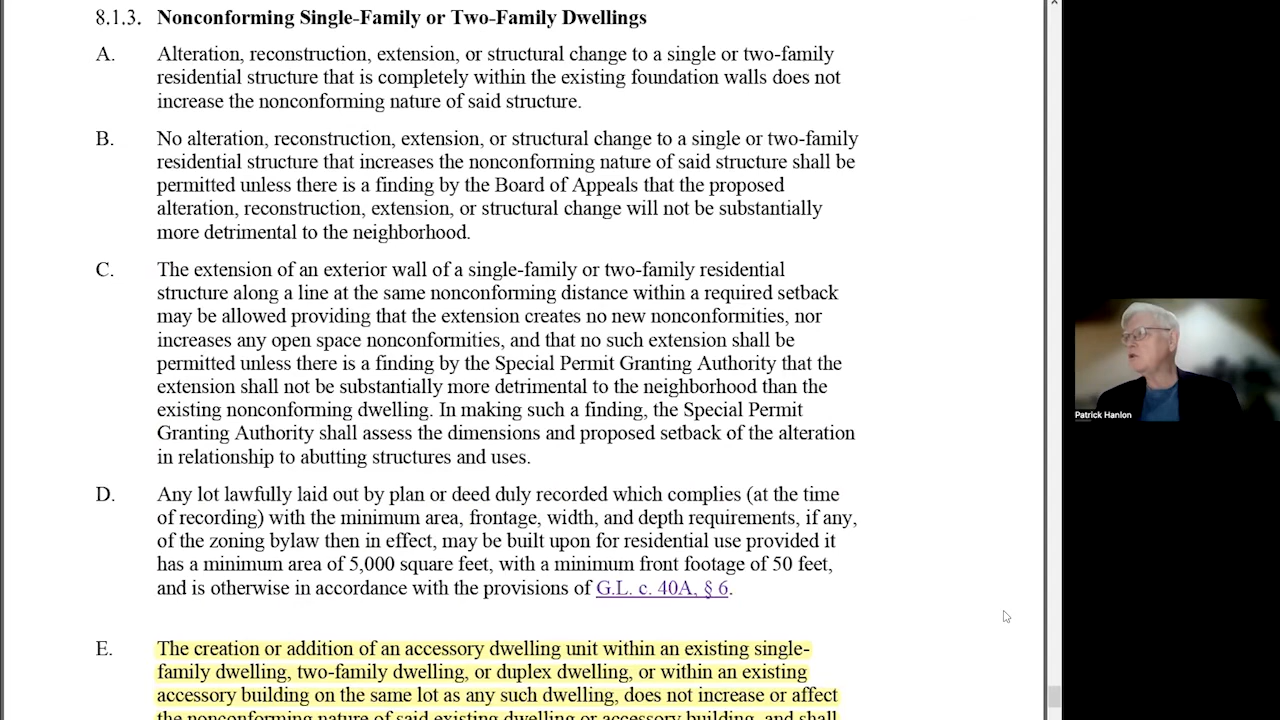 8.1.3. Nonconforming Single-Family or Two-Family Dwellings
A. Alteration, reconstruction, extension, or structural change to a single or two-family
residential structure that is completely within the existing foundation walls does not
increase the nonconforming nature of said structure.
B. No alteration, reconstruction, extension, or structural change to a single or two-family
residential structure that increases the nonconforming nature of said structure shall be
permitted unless there is a finding by the Board of Appeals that the proposed
alteration, reconstruction, extension, or structural change will not be substantially
more detrimental to the neighborhood.
C. The extension of an exterior wall of a single-family or two-family residential
structure along a line at the same nonconforming distance within a required setback
may be allowed providing that the extension creates no new nonconformities, nor
increases any open space nonconformities, and that no such extension shall be
permitted unless there is a finding by the Special Permit Granting Authority that the
extension shall not be substantially more detrimental to the neighborhood than the
existing nonconforming dwelling. In making such a finding, the Special Permit
Granting Authority shall assess the dimensions and proposed setback of the alteration
in relationship to abutting structures and uses.
D. Any lot lawfully laid out by plan or deed duly recorded which complies (at the time
of recording) with the minimum area, frontage, width, and depth requirements, if any,
of the zoning bylaw then in effect, may be built upon for residential use provided it
has a minimum area of 5,000 square feet, with a minimum front footage of 50 feet,
and is otherwise in accordance with the provisions of G.L. c. 40A, § 6.
E. The creation or addition of an accessory dwelling unit within an existing single-
family dwelling, two-family dwelling, or duplex dwelling, or within an existing
accessory building on the same lot as any such dwelling, does not increase or affect
the nonconforming nature of said existing dwelling or accessory building, and shall
Patrick Hanlon